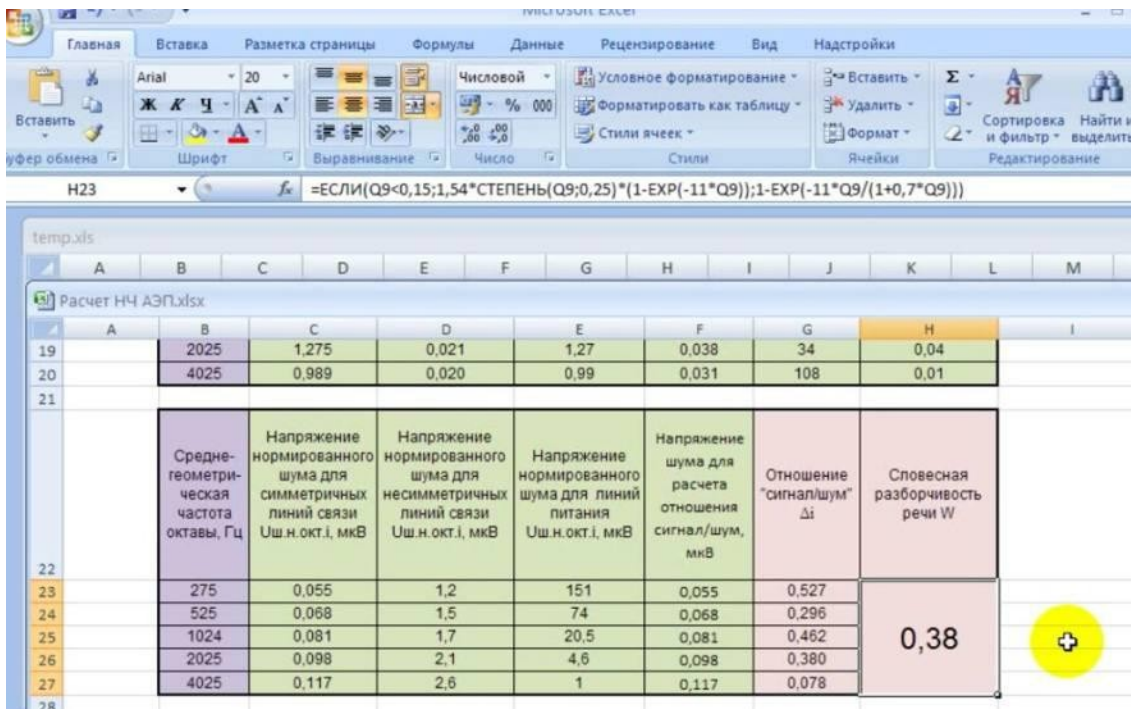 Microsoft Excel
Главная Вставка Разметка страницы Формулы Данные Рецензирование Вид Надстройки
Arial 20 Числовой Условное форматирование Вставить Σ
Ж К Ч А А % 000 Форматировать как таблицу Удалить
Вставить А Стили ячеек Формат Сортировка и фильтр Найти и выделить
уфер обмена Шрифт Выравнивание Число Стили Ячейки Редактирование
H23 fx =ЕСЛИ(Q9<0,15;1,54*СТЕПЕНЬ(Q9;0,25)*(1-EXP(-11*Q9));1-EXP(-11*Q9/(1+0,7*Q9)))
temp.xls
A B C D E F G H I J K L M
Расчет НЧ АЭП.xlsx
A B C D E F G H I
19 2025 1,275 0,021 1,27 0,038 34 0,04
20 4025 0,989 0,020 0,99 0,031 108 0,01
21
22
Средне-
геометри-
ческая
частота
октавы, Гц
Напряжение
нормированного
шума для
симметричных
линий связи
Uш.н.окт.i, мкВ
Напряжение
нормированного
шума для
несимметричных
линий связи
Uш.н.окт.i, мкВ
Напряжение
нормированного
шума для линий
питания
Uш.н.окт.i, мкВ
Напряжение
шума для
расчета
отношения
сигнал/шум,
мкВ
Отношение
"сигнал/шум"
Δi
Словесная
разборчивость
речи W
23 275 0,055 1,2 151 0,055 0,527
24 525 0,068 1,5 74 0,068 0,296
25 1024 0,081 1,7 20,5 0,081 0,462
0,38
26 2025 0,098 2,1 4,6 0,098 0,380
27 4025 0,117 2,6 1 0,117 0,078
28